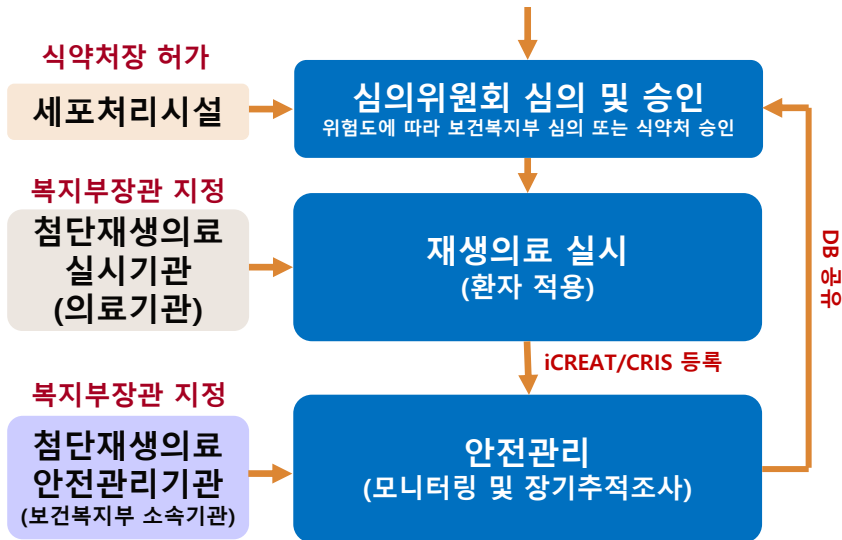 식약처장 허가
세포처리시설
심의위원회 심의 및 승인
위험도에 따라 보건복지부 심의 또는 식약처 승인
복지부장관 지정
첨단재생의료
실시기관
(의료기관)
재생의료 실시
(환자 적용)
DB 공유
iCREAT/CRIS 등록
복지부장관 지정
첨단재생의료
안전관리기관
(보건복지부 소속기관)
안전관리
(모니터링 및 장기추적조사)